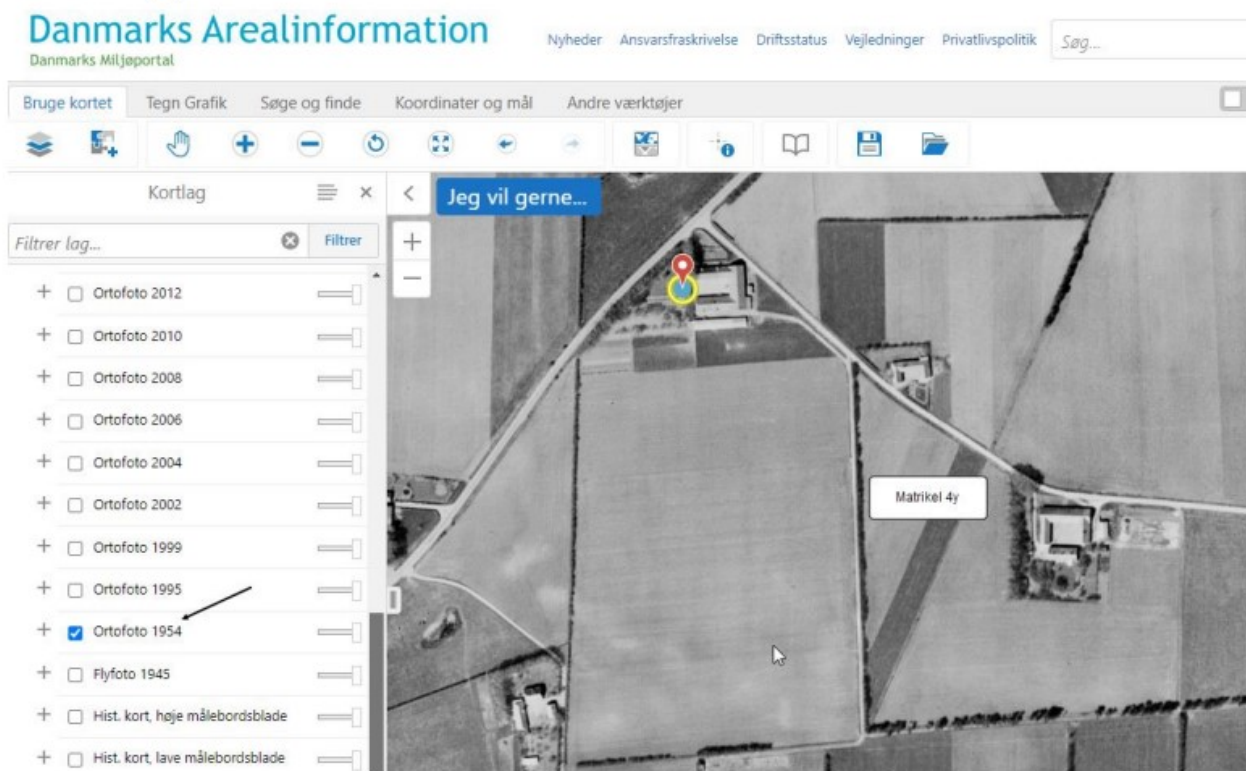 Danmarks Arealinformation
Danmarks Miljøportal
Nyheder Ansvarsfraskrivelse Driftsstatus Vejledninger Privatlivspolitik Søg...
Bruge kortet Tegn Grafik Søge og finde Koordinater og mål Andre værktøjer
Kortlag
Jeg vil gerne...
Filtrer lag... Filtrer
Ortofoto 2012
Ortofoto 2010
Ortofoto 2008
Ortofoto 2006
Ortofoto 2004
Ortofoto 2002
Matrikel 4y
Ortofoto 1999
Ortofoto 1995
Ortofoto 1954
Flyfoto 1945
Hist. kort, høje målebordsblade
Hist. kort, lave målebordsblade